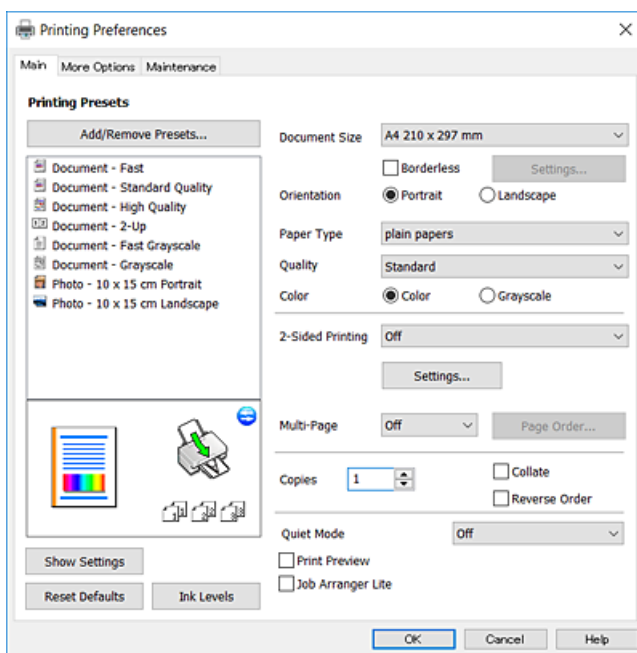 Printing Preferences
Main More Options Maintenance
Printing Presets
Add/Remove Presets...
Document - Fast
Document - Standard Quality
Document - High Quality
Document - 2-Up
Document - Fast Grayscale
Document - Grayscale
Photo - 10 x 15 cm Portrait
Photo - 10 x 15 cm Landscape
Show Settings
Reset Defaults Ink Levels
Document Size A4 210 x 297 mm
Borderless Settings...
Orientation Portrait Landscape
Paper Type plain papers
Quality Standard
Color Color Grayscale
2-Sided Printing Off
Settings...
Multi-Page Off Page Order...
Copies 1 Collate
Reverse Order
Quiet Mode Off
Print Preview
Job Arranger Lite
OK Cancel Help